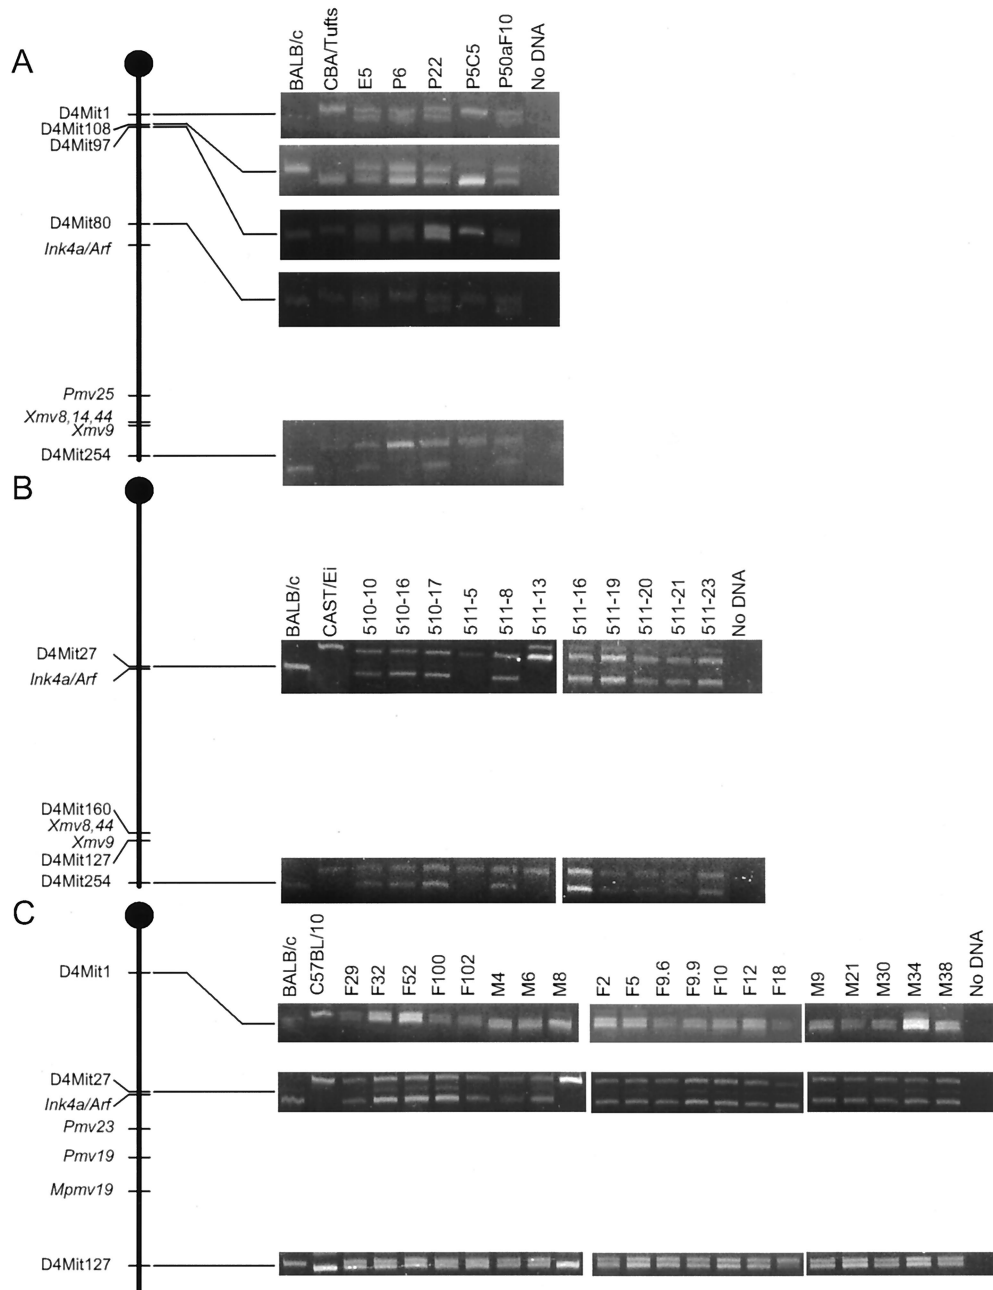 A
BALB/c
CBA/Tufts
E5
P6
P22
P5C5
P50aF10
No DNA
D4Mit1
D4Mit108
D4Mit97
D4Mit80
Ink4a/Arf
Pmv25
Xmv8,14,44
Xmv9
D4Mit254
B
BALB/c
CAST/Ei
510-10
510-16
510-17
511-5
511-8
511-13
511-16
511-19
511-20
511-21
511-23
No DNA
D4Mit27
Ink4a/Arf
D4Mit160
Xmv8,44
Xmv9
D4Mit127
D4Mit254
C
BALB/c
C57BL/10
F29
F32
F52
F100
F102
M4
M6
M8
F2
F5
F9.6
F9.9
F10
F12
F18
M9
M21
M30
M34
M38
No DNA
D4Mit1
D4Mit27
Ink4a/Arf
Pmv23
Pmv19
Mpmv19
D4Mit127